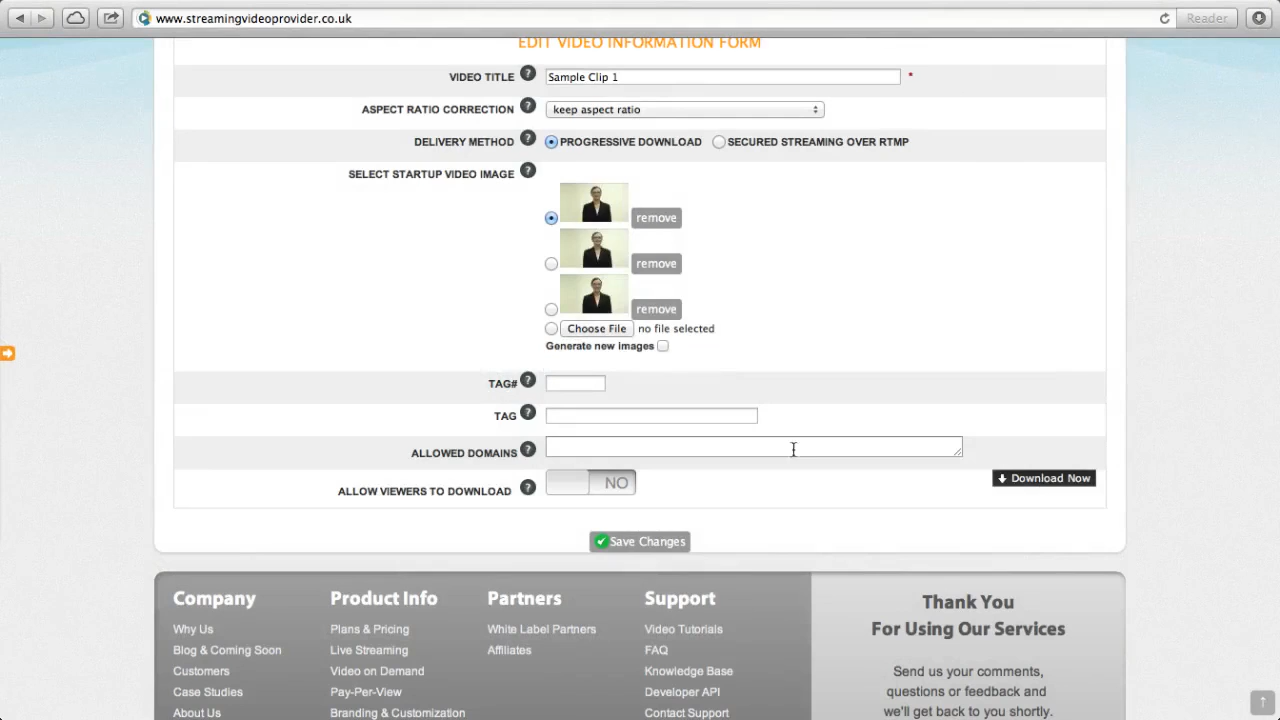 www.streamingvideoprovider.co.uk
Reader
EDIT VIDEO INFORMATION FORM
VIDEO TITLE ? Sample Clip 1 *
ASPECT RATIO CORRECTION ? keep aspect ratio
DELIVERY METHOD ? PROGRESSIVE DOWNLOAD SECURED STREAMING OVER RTMP
SELECT STARTUP VIDEO IMAGE ?
remove
remove
remove
Choose File no file selected
Generate new images
TAG# ?
TAG ?
ALLOWED DOMAINS ?
ALLOW VIEWERS TO DOWNLOAD ? NO
Download Now
Save Changes
Company
Why Us
Blog & Coming Soon
Customers
Case Studies
About Us
Product Info
Plans & Pricing
Live Streaming
Video on Demand
Pay-Per-View
Branding & Customization
Partners
White Label Partners
Affiliates
Support
Video Tutorials
FAQ
Knowledge Base
Developer API
Contact Support
Thank You
For Using Our Services
Send us your comments,
questions or feedback and
we'll get back to you shortly.